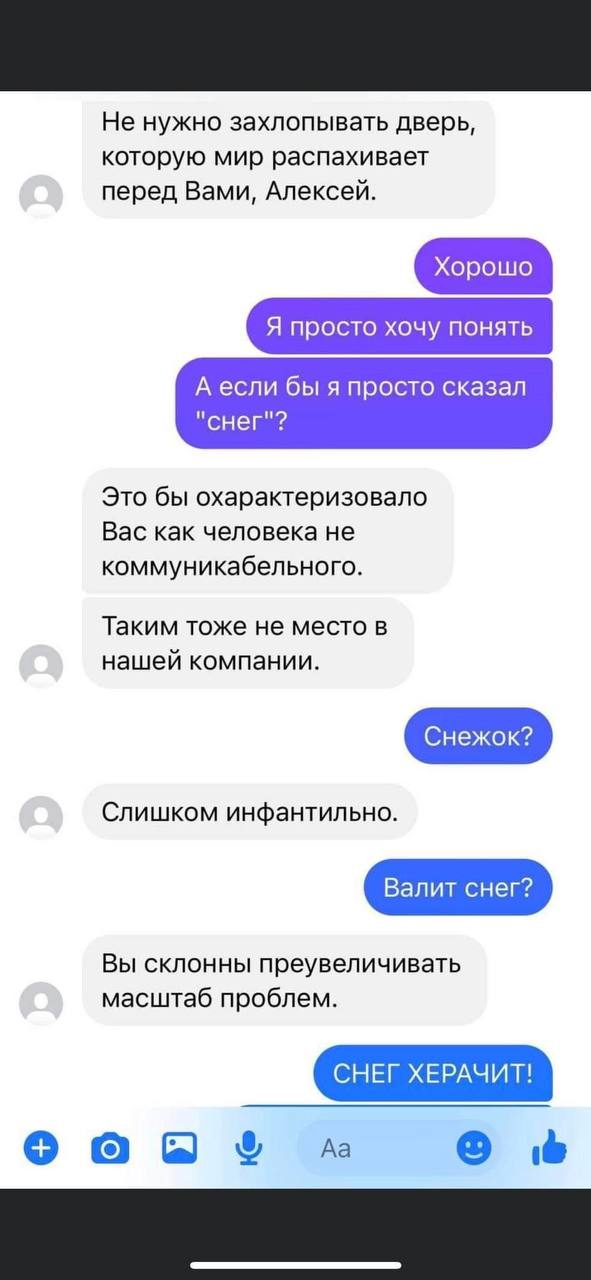 Не нужно захлопывать дверь,
которую мир распахивает
перед Вами, Алексей.
Хорошо
Я просто хочу понять
А если бы я просто сказал
"снег"?
Это бы охарактеризовало
Вас как человека не
коммуникабельного.
Таким тоже не место в
нашей компании.
Снежок?
Слишком инфантильно.
Валит снег?
Вы склонны преувеличивать
масштаб проблем.
СНЕГ ХЕРАЧИТ!
Aa